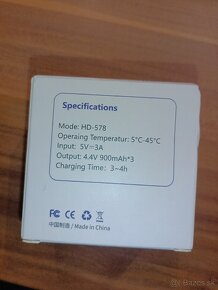 Specifications
Mode: HD-578
Operaing Temperatur: 5°C-45°C
Input: 5V⎓3A
Output: 4.4V 900mAh*3
Charging Time: 3~4h
FC CE
中国制造 / Made in China
bazos.sk